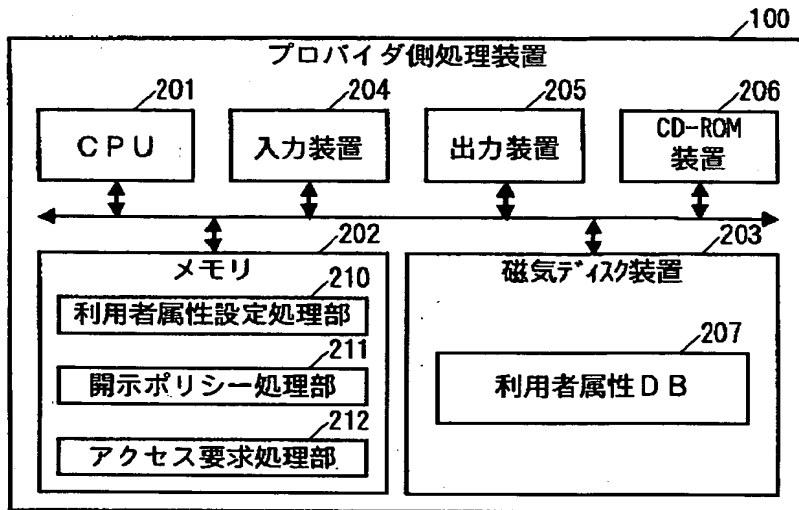 100
プロバイダ側処理装置
201
CPU
204
入力装置
205
出力装置
206
CD-ROM
装置
202
メモリ
210
利用者属性設定処理部
211
開示ポリシー処理部
212
アクセス要求処理部
203
磁気ディスク装置
207
利用者属性DB